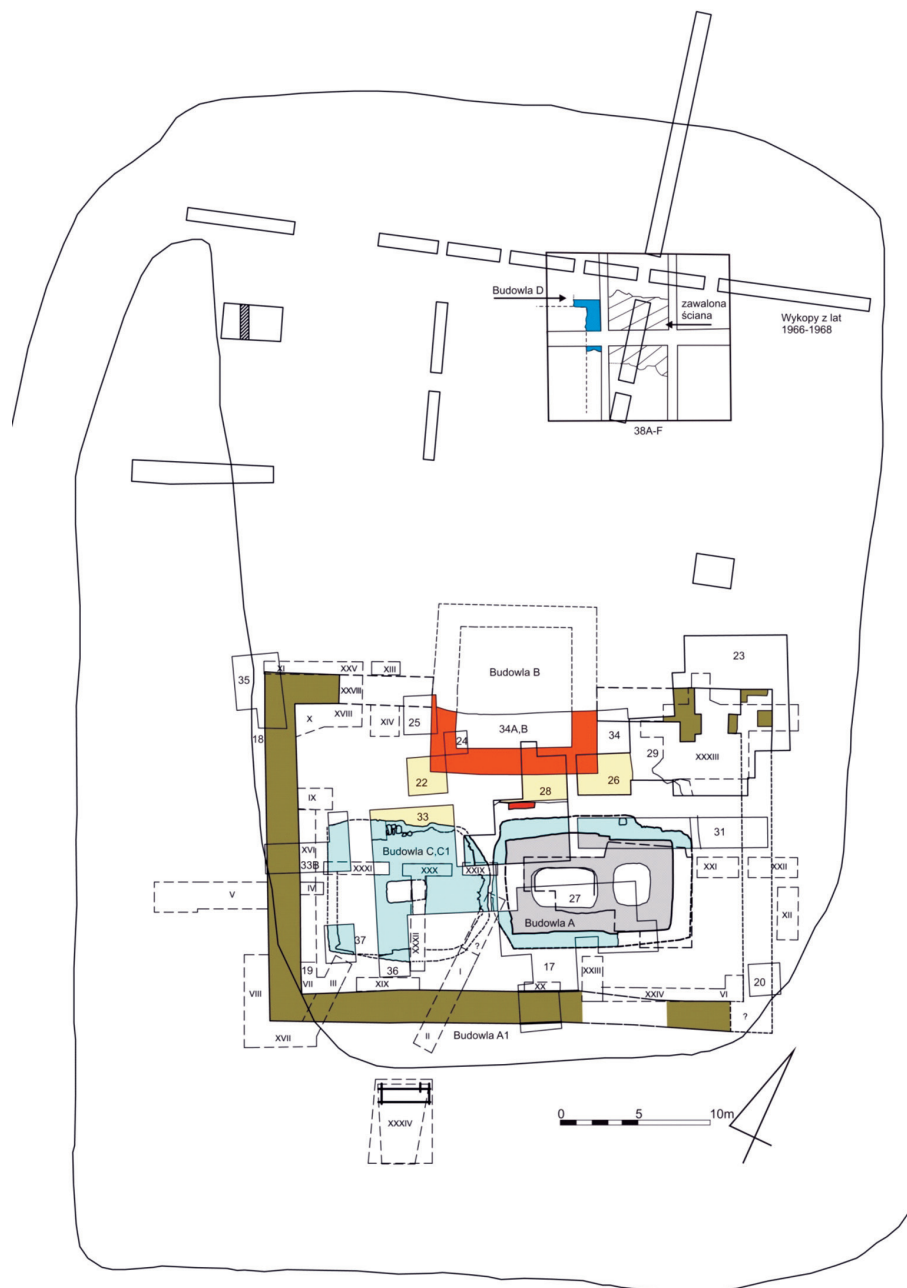 Budowla D
zawalona
ściana
Wykopy z lat
1966-1968
38A-F
23
35
XI
XXV
XIII
Budowla B
XXVIII
X
XVIII
XIV
25
18
24
34A,B
34
29
XXXIII
22
28
26
IX
33
31
Budowla C,C1
XVI
33B
XXXI
XXX
XXIX
XXI
XXII
V
IV
27
XII
Budowla A
37
XXXII
?
I
17
XXIII
19
36
20
VIII
VII
III
XIX
XX
XXIV
VI
?
XVII
II
Budowla A1
XXXIV
0
5
10m